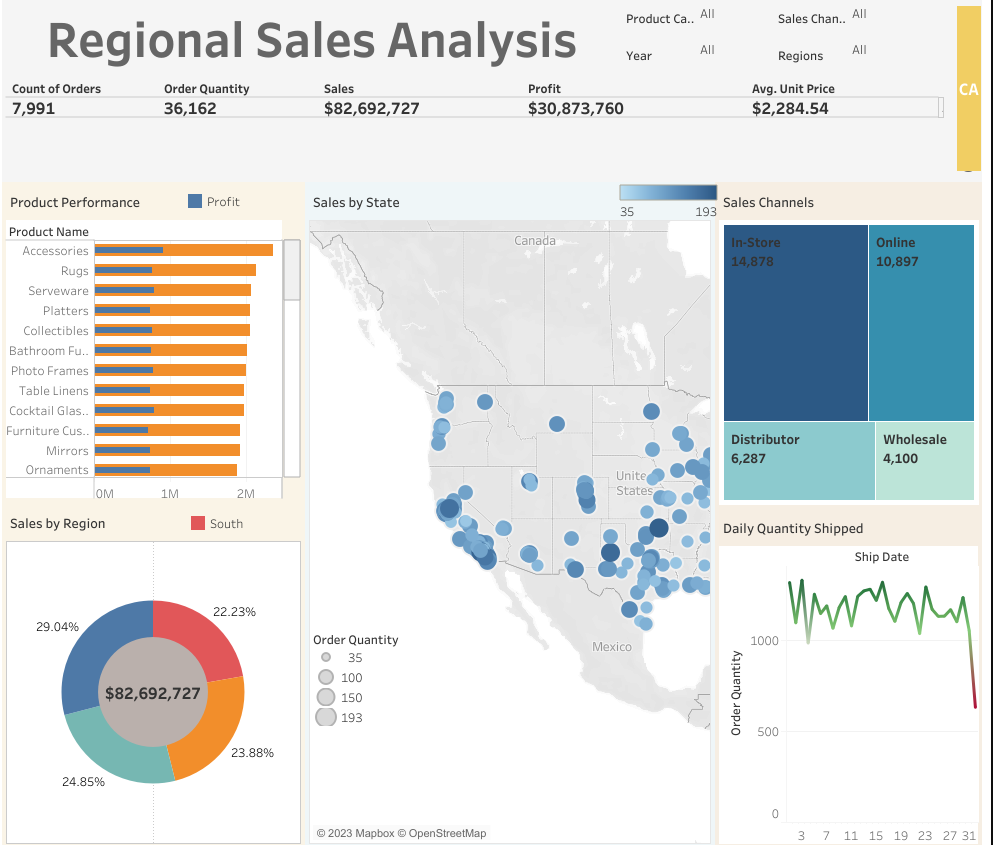 Regional Sales Analysis
Product Ca.. All
Sales Chan.. All
Year All
Regions All
Count of Orders Order Quantity Sales Profit Avg. Unit Price
7,991 36,162 $82,692,727 $30,873,760 $2,284.54
CA
Product Performance
Profit
Product Name
Accessories
Rugs
Serveware
Platters
Collectibles
Bathroom Fu..
Photo Frames
Table Linens
Cocktail Glas..
Furniture Cus..
Mirrors
Ornaments
0M 1M 2M
Sales by Region
South
22.23%
29.04%
$82,692,727
23.88%
24.85%
Sales by State
35 193
Canada
United
States
Mexico
Order Quantity
35
100
150
193
© 2023 Mapbox © OpenStreetMap
Sales Channels
In-Store
14,878
Online
10,897
Distributor
6,287
Wholesale
4,100
Daily Quantity Shipped
Ship Date
Order Quantity
1000
500
0
3 7 11 15 19 23 27 31